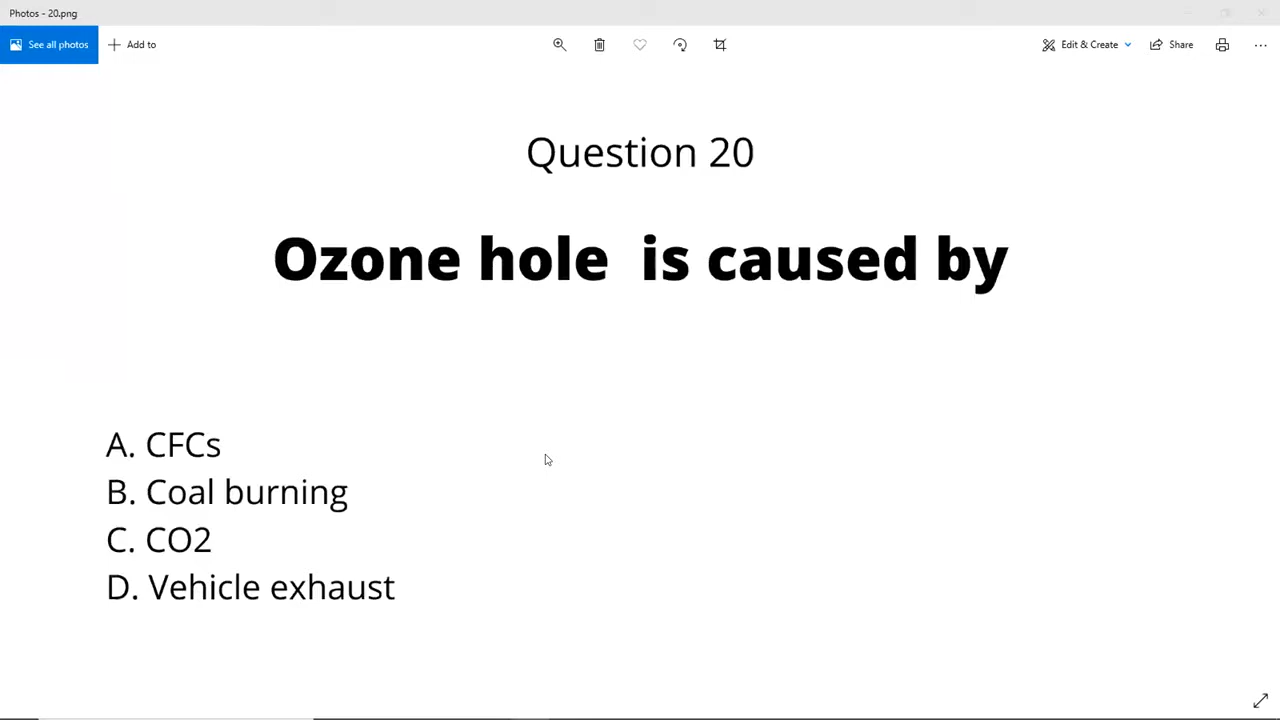 Photos - 20.png
See all photos
Add to
Edit & Create
Share
Question 20
Ozone hole is caused by
A. CFCs
B. Coal burning
C. CO2
D. Vehicle exhaust